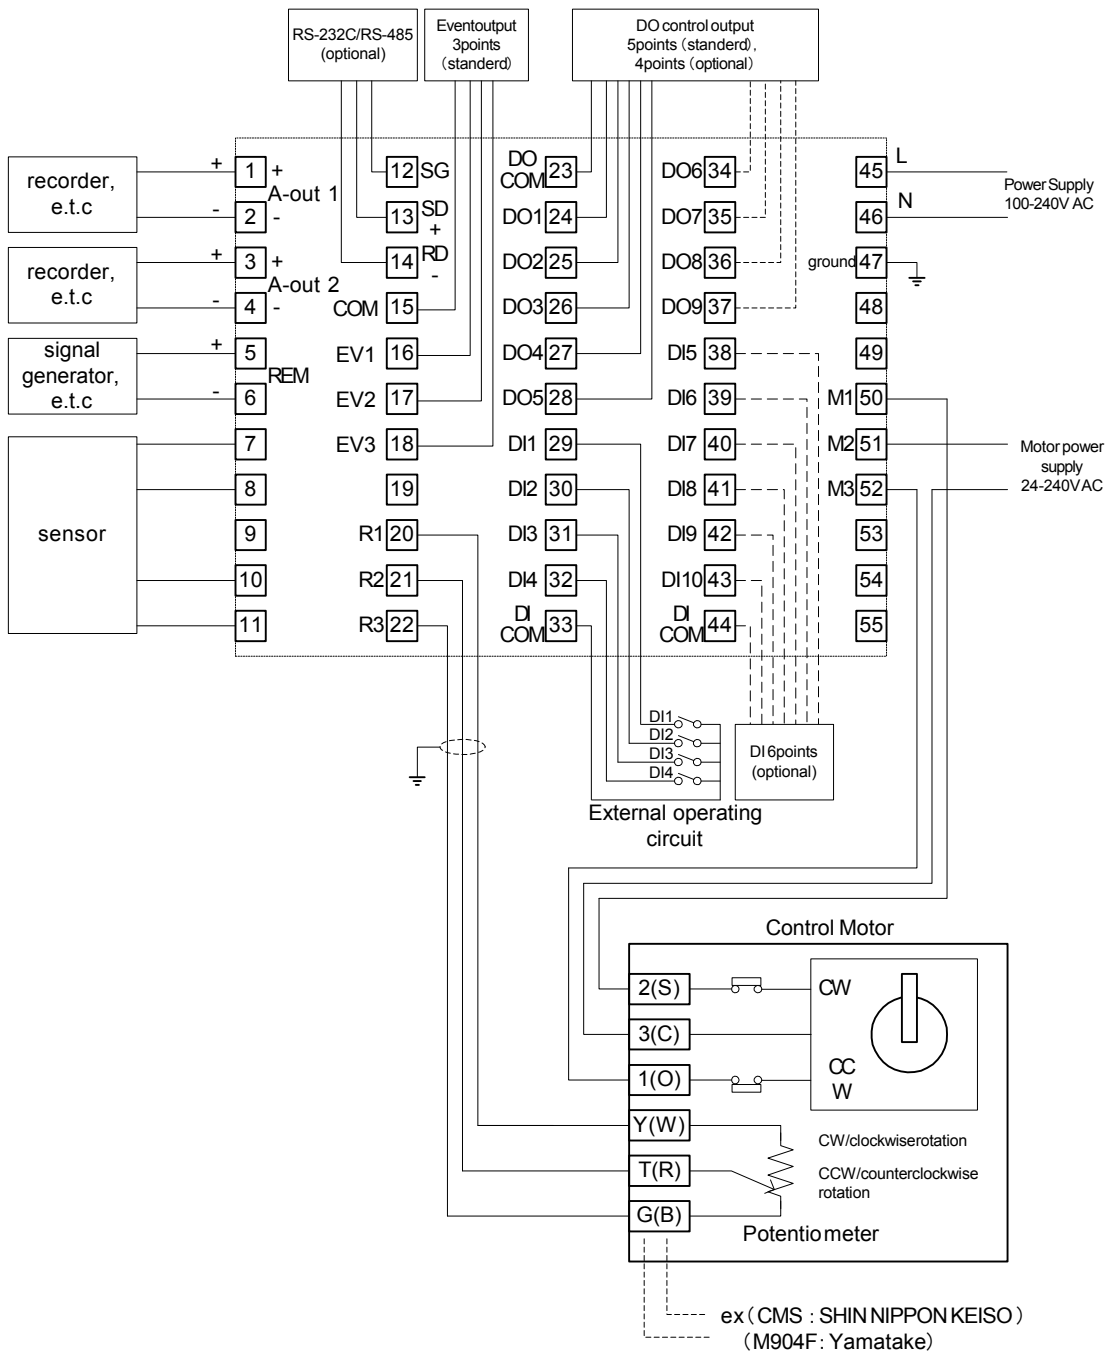 RS-232C/RS-485
(optional)
Eventoutput
3points
(standerd)
DO control output
5points (standerd),
4points (optional)
recorder,
e.t.c
+
-
1 +
A-out 1
2 -
recorder,
e.t.c
+
-
3 +
A-out 2
4 -
signal
generator,
e.t.c
+
-
5
REM
6
sensor
7
8
9
10
11
12 SG
13 SD
+
14 RD
-
COM 15
EV1 16
EV2 17
EV3 18
19
R1 20
R2 21
R3 22
DO
COM 23
DO1 24
DO2 25
DO3 26
DO4 27
DO5 28
DI1 29
DI2 30
DI3 31
DI4 32
DI
COM 33
DO6 34
DO7 35
DO8 36
DO9 37
DI5 38
DI6 39
DI7 40
DI8 41
DI9 42
DI10 43
DI
COM 44
45 L
46 N
Power Supply
100-240V AC
ground 47
48
49
M1 50
M2 51
M3 52
Motor power
supply
24-240V AC
53
54
55
DI1
DI2
DI3
DI4
External operating
circuit
DI 6points
(optional)
Control Motor
2(S)
3(C)
1(O)
Y(W)
T(R)
G(B)
CW
CC
W
CW/clockwiserotation
CCW/counterclockwise
rotation
Potentiometer
ex(CMS : SHIN NIPPON KEISO)
(M904F: Yamatake)